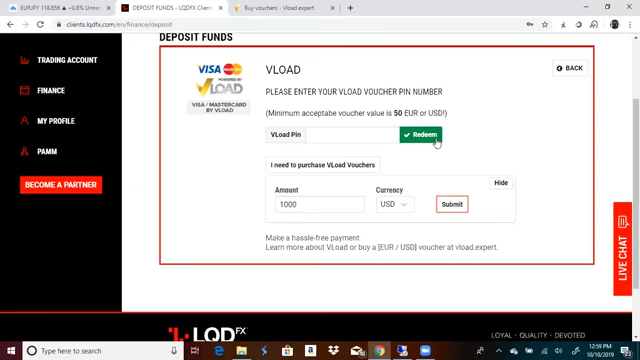 EURJPY 118.856 ▲ +0.6% Unnam
DEPOSIT FUNDS - LQDFX Clients
Buy vouchers - Vload.expert
clients.lqdfx.com/en/finance/deposit
DEPOSIT FUNDS
TRADING ACCOUNT
FINANCE
MY PROFILE
PAMM
BECOME A PARTNER
VISA MasterCard
POWERED BY
VLOAD
VISA / MASTERCARD
BY VLOAD
VLOAD
BACK
PLEASE ENTER YOUR VLOAD VOUCHER PIN NUMBER
(Minimum acceptabe voucher value is 50 EUR or USD!)
VLoad Pin
Redeem
I need to purchase VLoad Vouchers
Hide
Amount
Currency
1000
USD
Submit
Make a hassle-free payment
Learn more about VLoad or buy a [EUR / USD] voucher at vload.expert.
LIVE CHAT
LQDFX
LOYAL - QUALITY - DEVOTED
Type here to search
12:59 PM
10/10/2019